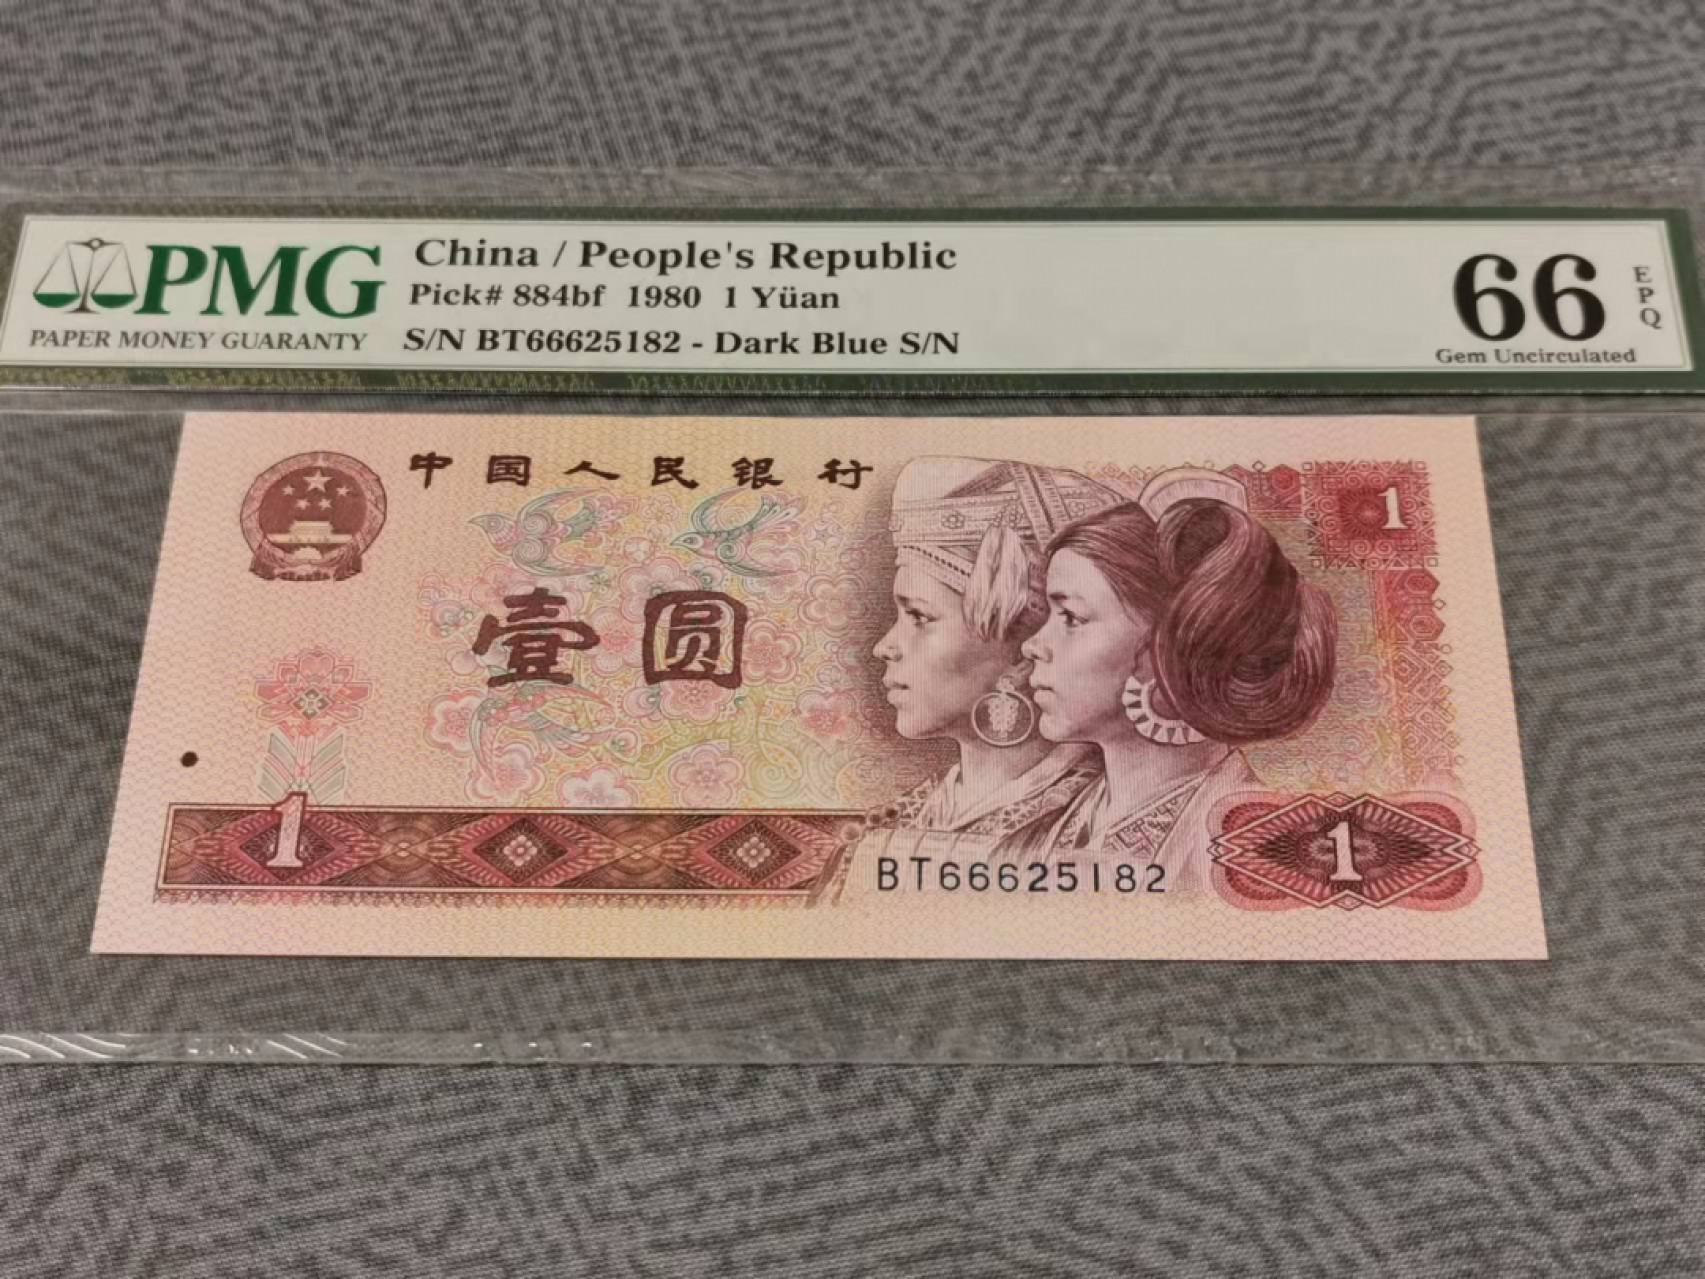 PMG
PAPER MONEY GUARANTY
China / People's Republic
Pick# 884bf 1980 1 Yüan
S/N BT66625182 - Dark Blue S/N
66
EPQ
Gem Uncirculated
中国人民银行
1
壹圆
1
BT66625182
1